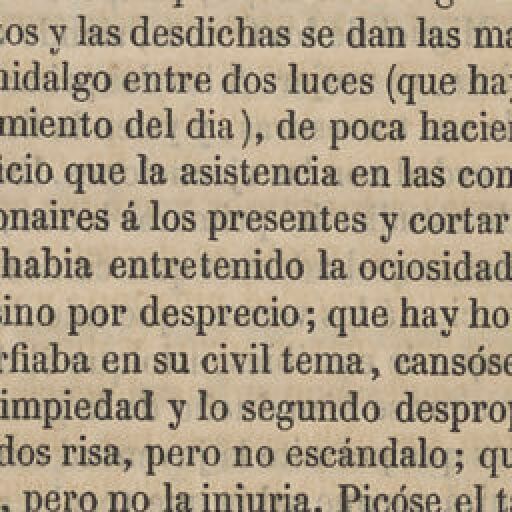 tos y las desdichas se dan las ma
hidalgo entre dos luces (que hay
miento del dia), de poca hacien
icio que la asistencia en las con
onaires á los presentes y cortar
habia entretenido la ociosidad
sino por desprecio; que hay ho
rfiaba en su civil tema, cansóse
impiedad y lo segundo desprop
dos risa, pero no escándalo; qu
, pero no la injuria. Picóse el ta